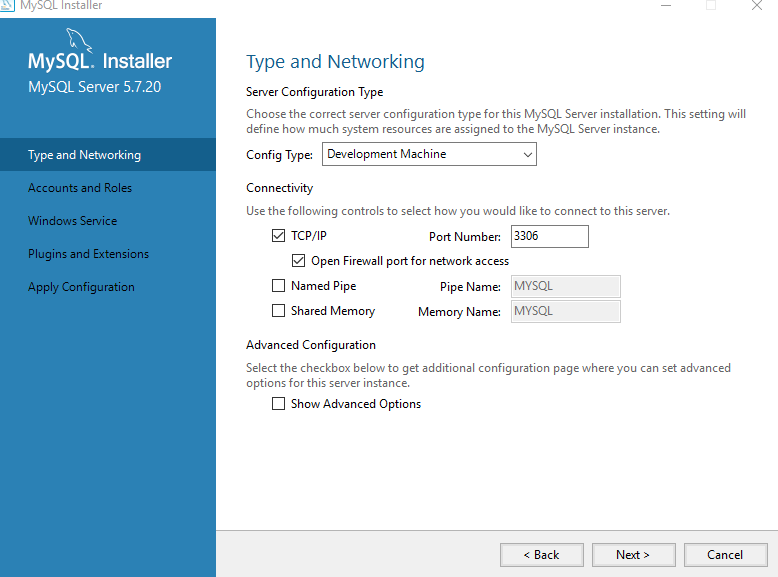 MySQL Installer
MySQL. Installer
MySQL Server 5.7.20
Type and Networking
Accounts and Roles
Windows Service
Plugins and Extensions
Apply Configuration
Type and Networking
Server Configuration Type
Choose the correct server configuration type for this MySQL Server installation. This setting will
define how much system resources are assigned to the MySQL Server instance.
Config Type: Development Machine
Connectivity
Use the following controls to select how you would like to connect to this server.
TCP/IP Port Number: 3306
Open Firewall port for network access
Named Pipe Pipe Name: MYSQL
Shared Memory Memory Name: MYSQL
Advanced Configuration
Select the checkbox below to get additional configuration page where you can set advanced
options for this server instance.
Show Advanced Options
< Back Next > Cancel